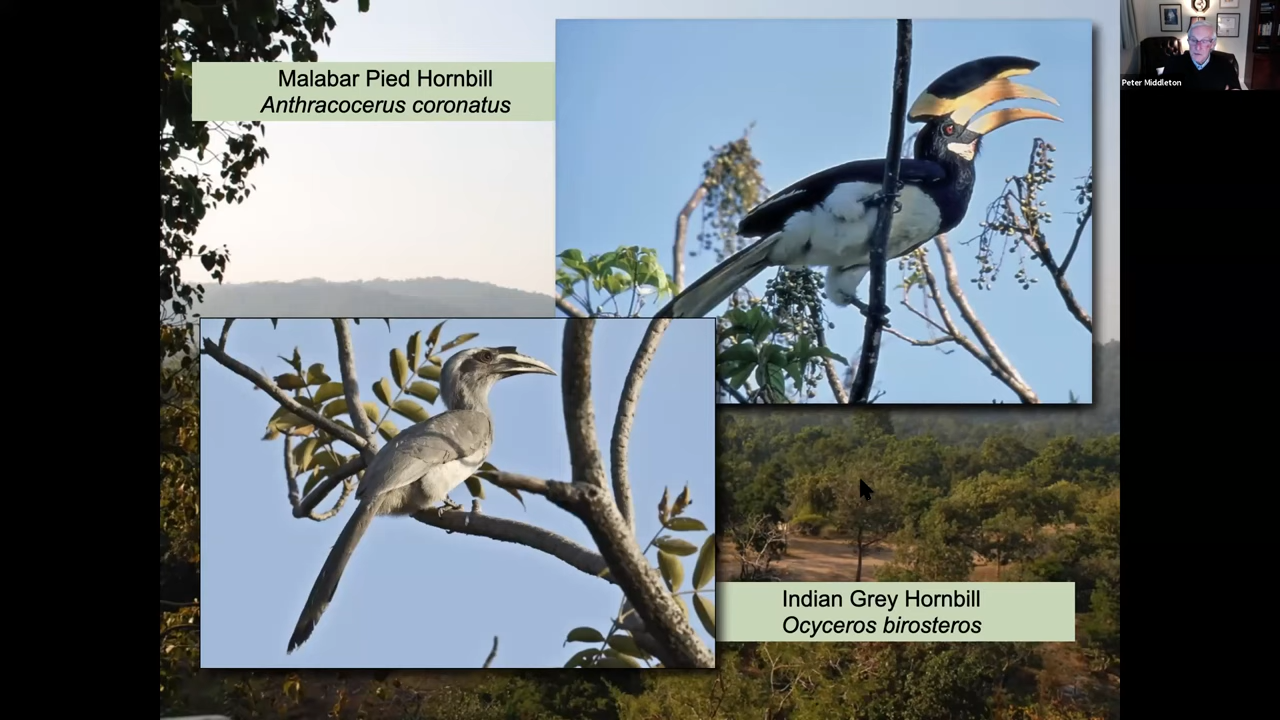 Malabar Pied Hornbill
Anthracocerus coronatus
Peter Middleton
Indian Grey Hornbill
Ocyceros birosteros